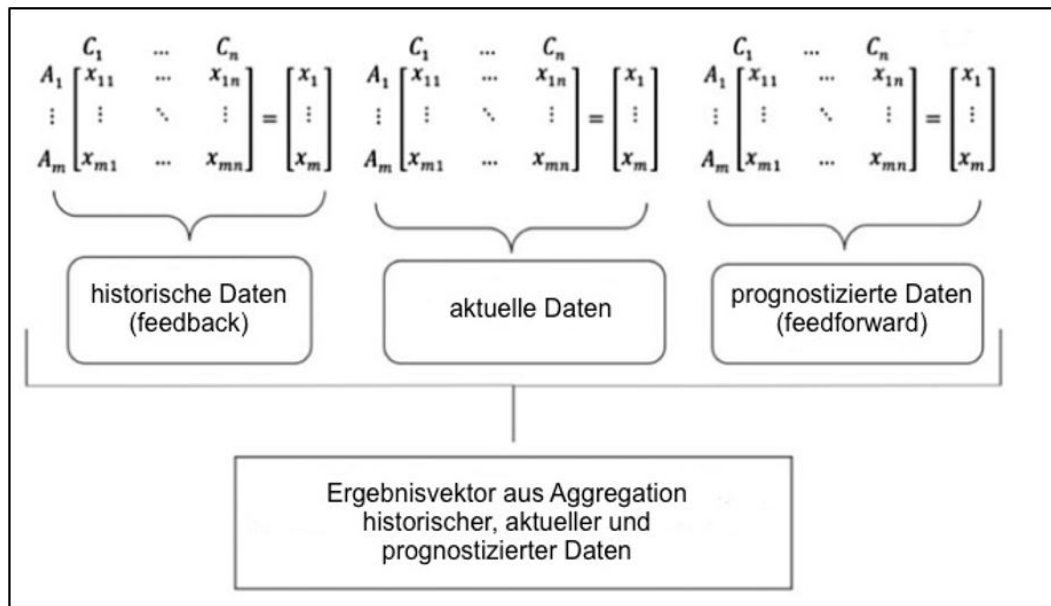 C₁ ... Cₙ C₁ ... Cₙ C₁ ... Cₙ
A₁ [x₁₁ ... x₁ₙ] [x₁] A₁ [x₁₁ ... x₁ₙ] [x₁] A₁ [x₁₁ ... x₁ₙ] [x₁]
⋮ [⋮ ⋱ ⋮] = [⋮] ⋮ [⋮ ⋱ ⋮] = [⋮] ⋮ [⋮ ⋱ ⋮] = [⋮]
Aₘ [xₘ₁ ... xₘₙ] [xₘ] Aₘ [xₘ₁ ... xₘₙ] [xₘ] Aₘ [xₘ₁ ... xₘₙ] [xₘ]
historische Daten
(feedback)
aktuelle Daten
prognostizierte Daten
(feedforward)
Ergebnisvektor aus Aggregation
historischer, aktueller und
prognostizierter Daten